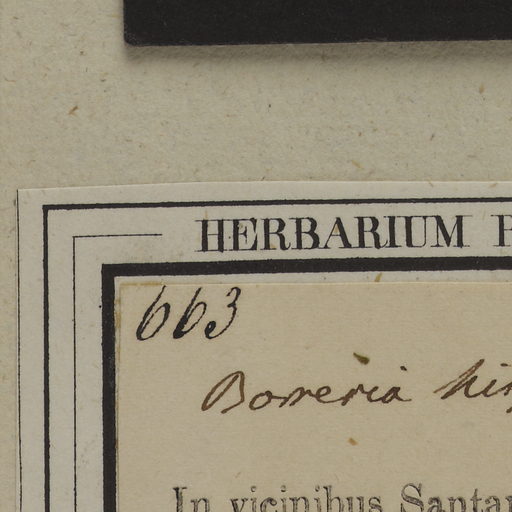 HERBARIUM
663
Borreria
In vicinibus